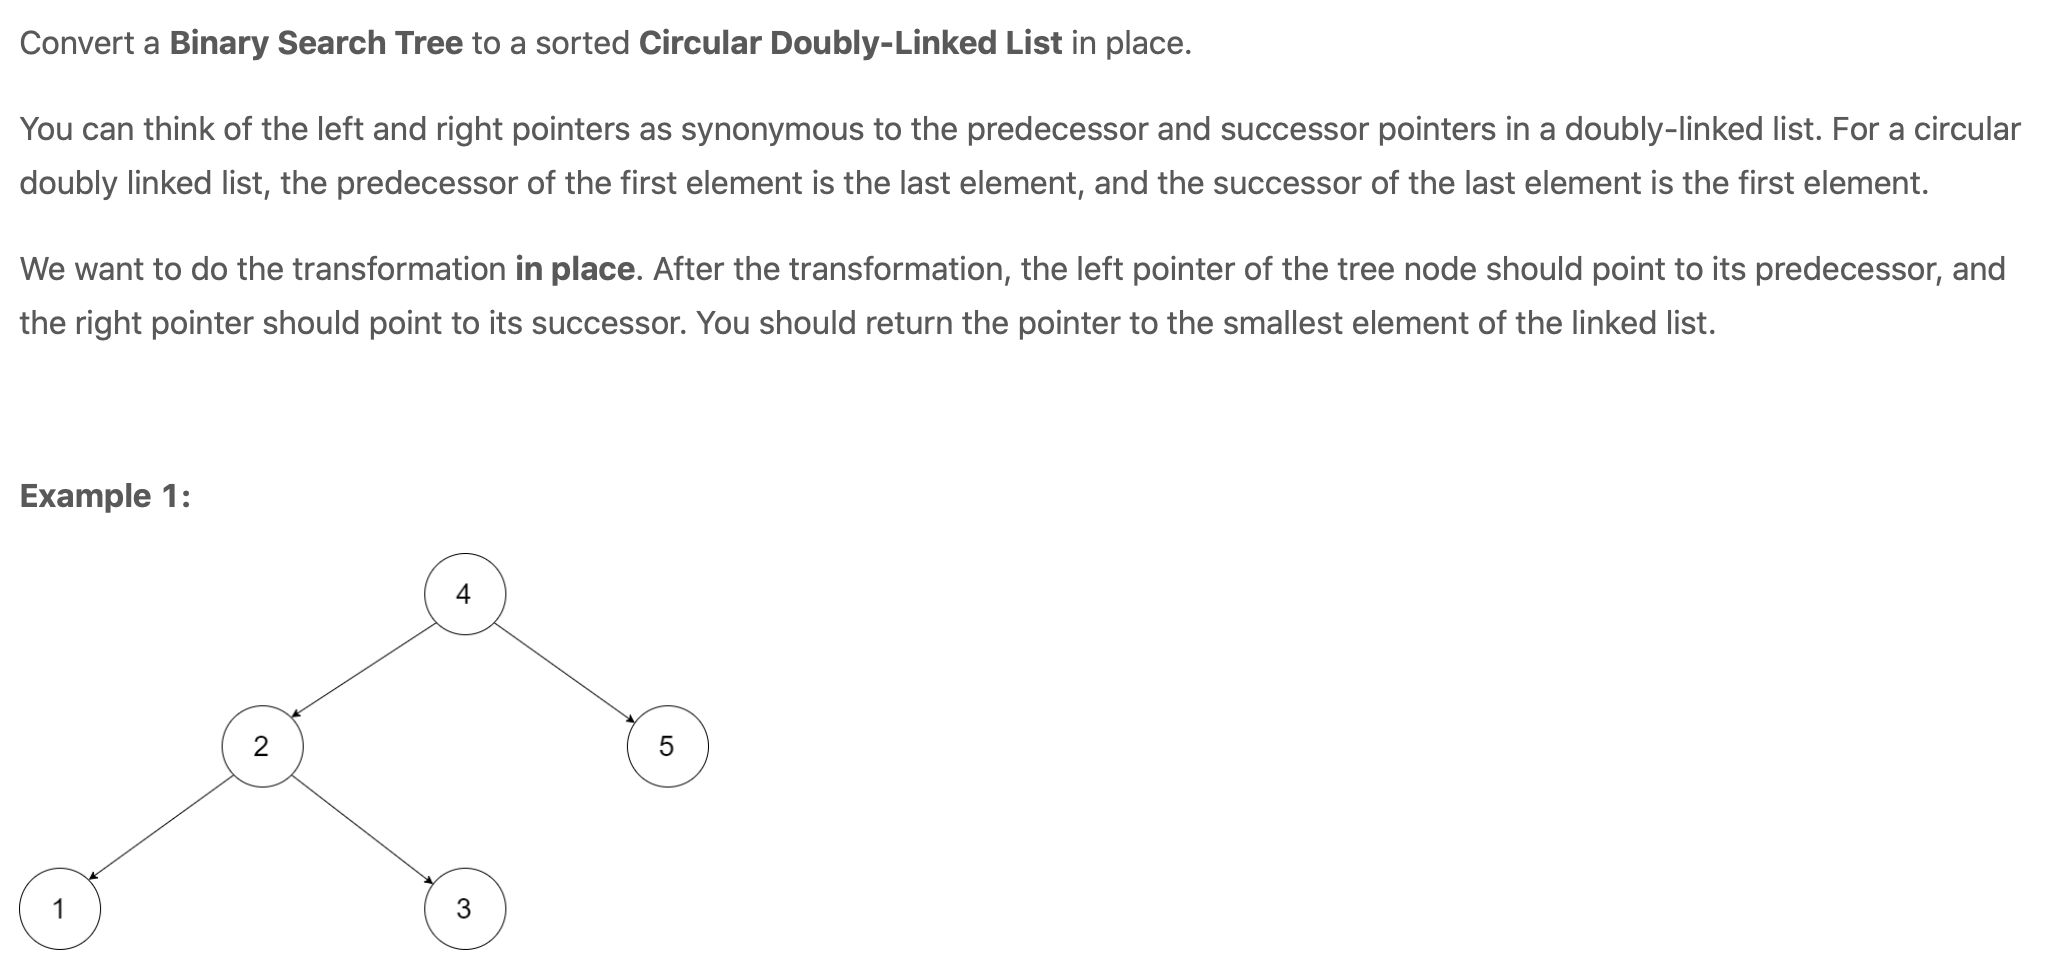 Convert a Binary Search Tree to a sorted Circular Doubly-Linked List in place.
You can think of the left and right pointers as synonymous to the predecessor and successor pointers in a doubly-linked list. For a circular
doubly linked list, the predecessor of the first element is the last element, and the successor of the last element is the first element.
We want to do the transformation in place. After the transformation, the left pointer of the tree node should point to its predecessor, and
the right pointer should point to its successor. You should return the pointer to the smallest element of the linked list.
Example 1:
4
2 5
1 3